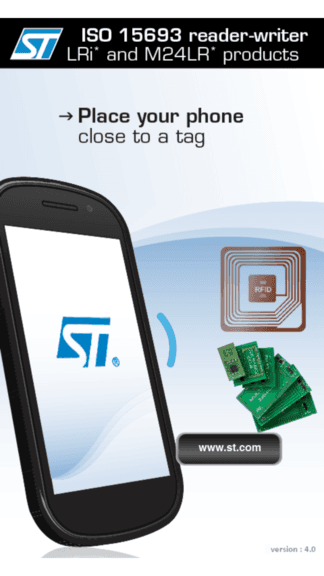 ST ISO 15693 reader-writer
LRi* and M24LR* products
→ Place your phone
close to a tag
RFID
ST®
www.st.com
version : 4.0